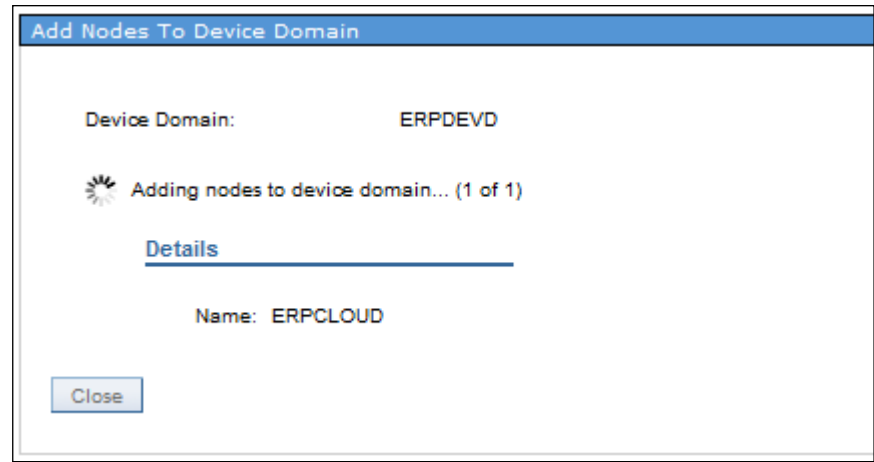 Add Nodes To Device Domain
Device Domain: ERPDEVD
Adding nodes to device domain... (1 of 1)
Details
Name: ERPCLOUD
Close